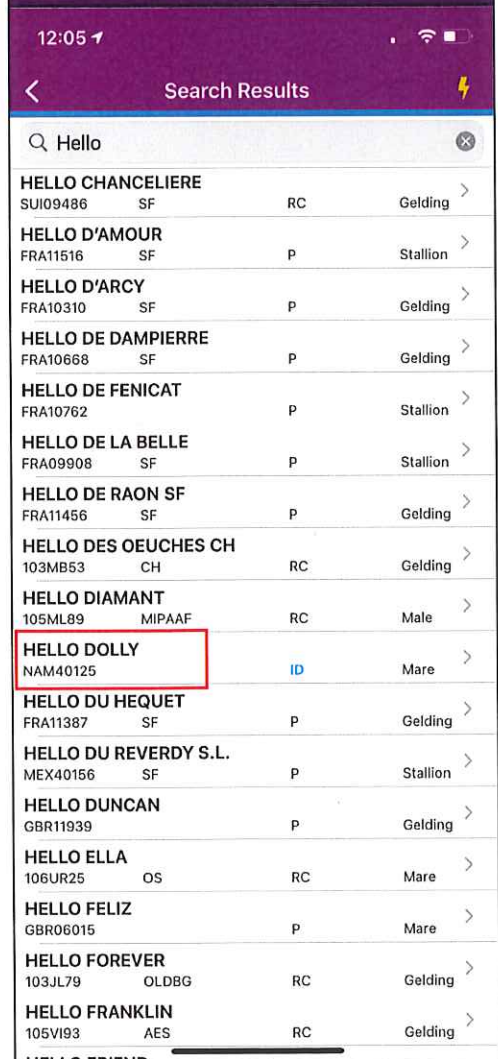 12:05
Search Results
Hello
HELLO CHANCELIERE
SUI09486 SF RC Gelding
HELLO D'AMOUR
FRA11516 SF P Stallion
HELLO D'ARCY
FRA10310 SF P Gelding
HELLO DE DAMPIERRE
FRA10668 SF P Gelding
HELLO DE FENICAT
FRA10762 P Stallion
HELLO DE LA BELLE
FRA09908 SF P Stallion
HELLO DE RAON SF
FRA11456 SF P Gelding
HELLO DES OEUCHES CH
103MB53 CH RC Gelding
HELLO DIAMANT
105ML89 MIPAAF RC Male
HELLO DOLLY
NAM40125 ID Mare
HELLO DU HEQUET
FRA11387 SF P Gelding
HELLO DU REVERDY S.L.
MEX40156 SF P Stallion
HELLO DUNCAN
GBR11939 P Gelding
HELLO ELLA
106UR25 OS RC Mare
HELLO FELIZ
GBR06015 P Mare
HELLO FOREVER
103JL79 OLDBG RC Gelding
HELLO FRANKLIN
105VI93 AES RC Gelding
HELLO FRIEND